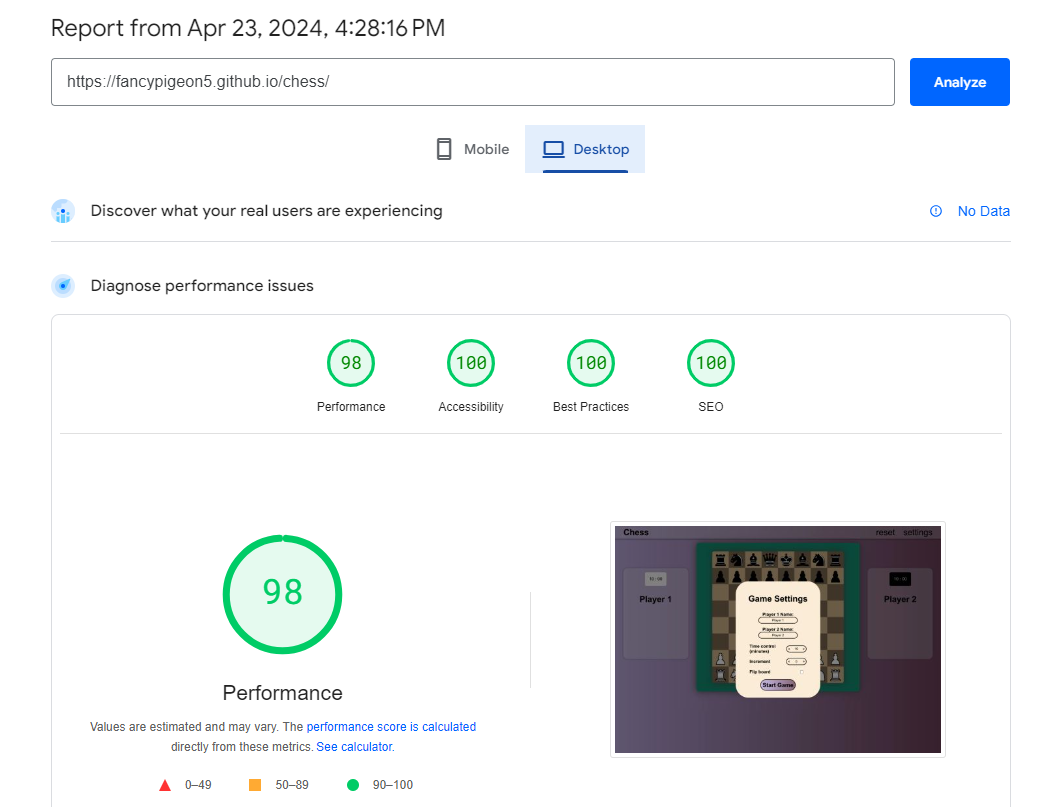 Report from Apr 23, 2024, 4:28:16 PM
https://fancypigeon5.github.io/chess/
Analyze
Mobile
Desktop
Discover what your real users are experiencing
No Data
Diagnose performance issues
98
100
100
100
Performance
Accessibility
Best Practices
SEO
98
Performance
Values are estimated and may vary. The performance score is calculated
directly from these metrics. See calculator.
0–49
50–89
90–100
Chess
reset settings
Player 1
Player 2
Game Settings
Player 1 Name:
Player 1
Player 2 Name:
Player 2
Time control
(minutes)
Increment
Flip board
Start Game